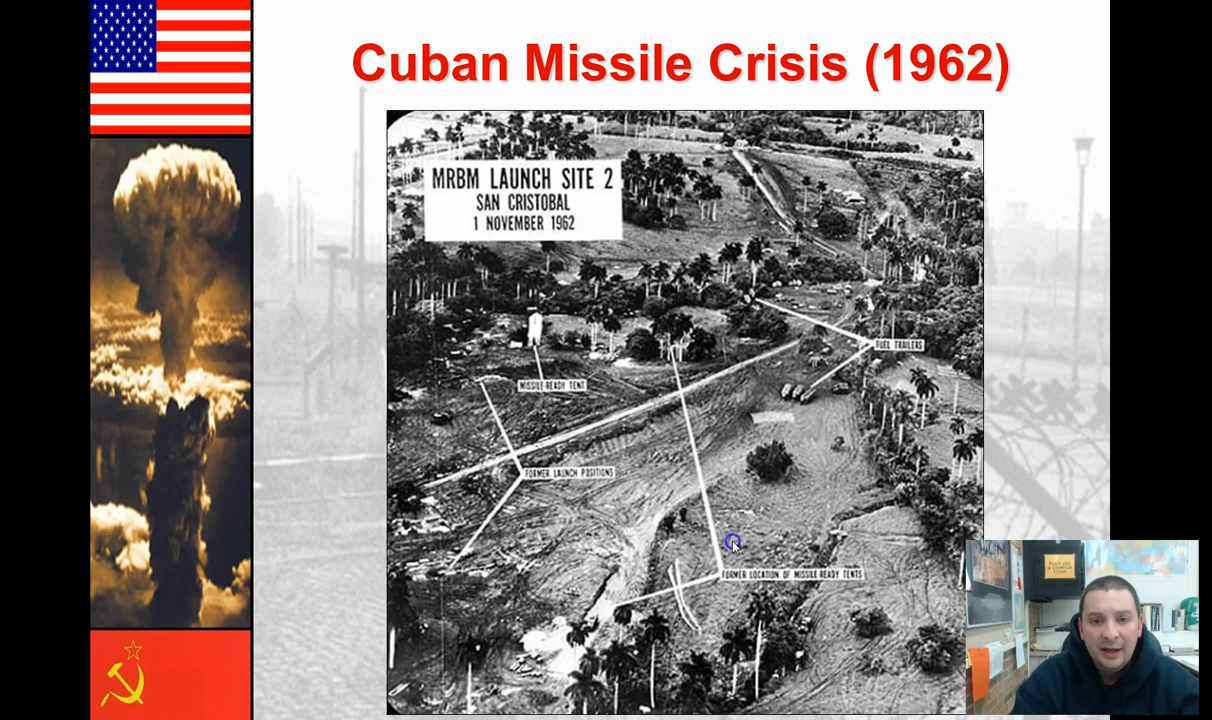 Cuban Missile Crisis (1962)
MRBM LAUNCH SITE 2
SAN CRISTOBAL
1 NOVEMBER 1962
FUEL TRAILERS
MISSILE-READY TENT
FORMER LAUNCH POSITIONS
FORMER LOCATION OF MISSILE-READY TENTS